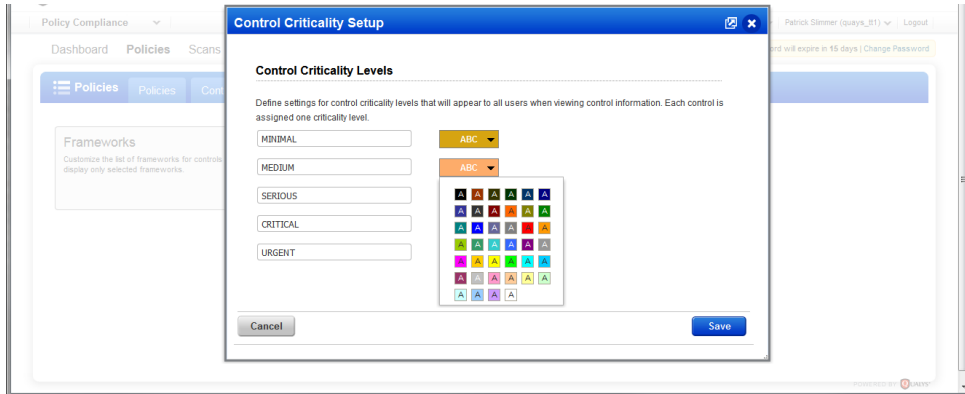 Policy Compliance
Control Criticality Setup
Patrick Slimmer (quays_tt1) Logout
Dashboard Policies Scans
rd will expire in 15 days | Change Password
Policies Policies Cont
Control Criticality Levels
Define settings for control criticality levels that will appear to all users when viewing control information. Each control is
assigned one criticality level.
MINIMAL ABC
Frameworks
Customize the list of frameworks for controls
display only selected frameworks.
MEDIUM ABC
SERIOUS
CRITICAL
URGENT
A A A A A A
A A A A A A
A A A A A A
A A A A A A
A A A A A A
A A A A A A
A A A A
Cancel Save
POWERED BY QUALYS